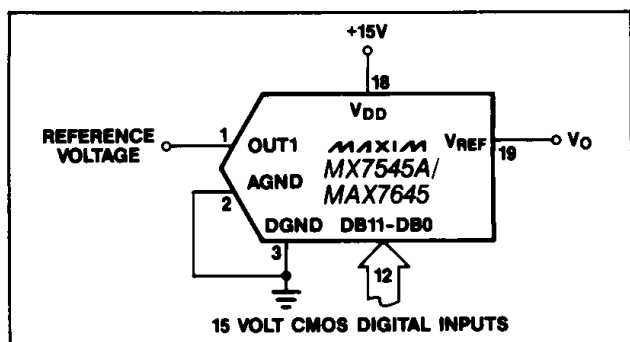 +15V
18
VDD
REFERENCE
VOLTAGE
1
OUT1
MAXIM
VREF
19
VO
MX7545A/
MAX7645
AGND
2
DGND
DB11-DB0
3
12
15 VOLT CMOS DIGITAL INPUTS